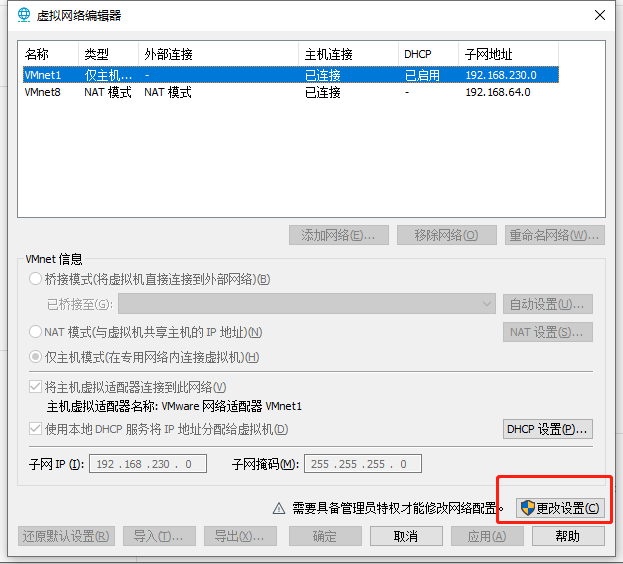 虚拟网络编辑器
名称 类型 外部连接 主机连接 DHCP 子网地址
VMnet1 仅主机... - 已连接 已启用 192.168.230.0
VMnet8 NAT 模式 NAT 模式 已连接 - 192.168.64.0
添加网络(E)... 移除网络(O) 重命名网络(W)...
VMnet 信息
桥接模式(将虚拟机直接连接到外部网络)(B)
已桥接至(G): 自动设置(U)...
NAT 模式(与虚拟机共享主机的 IP 地址)(N) NAT 设置(S)...
仅主机模式(在专用网络内连接虚拟机)(H)
将主机虚拟适配器连接到此网络(V)
主机虚拟适配器名称: VMware 网络适配器 VMnet1
使用本地 DHCP 服务将 IP 地址分配给虚拟机(D) DHCP 设置(P)...
子网 IP (I): 192 . 168 . 230 . 0 子网掩码(M): 255 . 255 . 255 . 0
需要具备管理员特权才能修改网络配置。 更改设置(C)
还原默认设置(R) 导入(T)... 导出(X)... 确定 取消 应用(A) 帮助